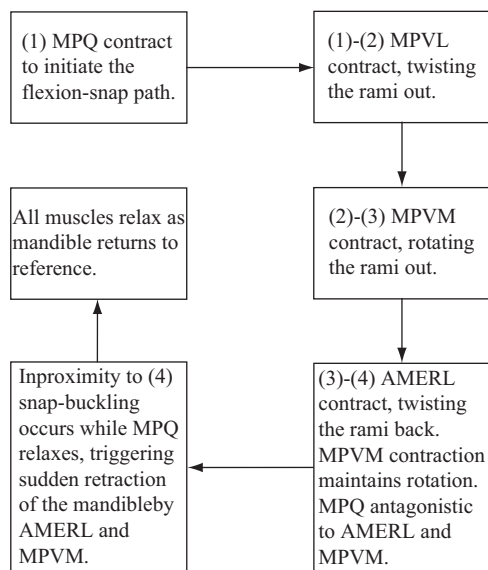 (1) MPQ contract
to initiate the
flexion-snap path.
(1)-(2) MPVL
contract, twisting
the rami out.
(2)-(3) MPVM
contract, rotating
the rami out.
(3)-(4) AMERL
contract, twisting
the rami back.
MPVM contraction
maintains rotation.
MPQ antagonistic
to AMERL and
MPVM.
Inproximity to (4)
snap-buckling
occurs while MPQ
relaxes, triggering
sudden retraction
of the mandibleby
AMERL and
MPVM.
All muscles relax as
mandible returns to
reference.